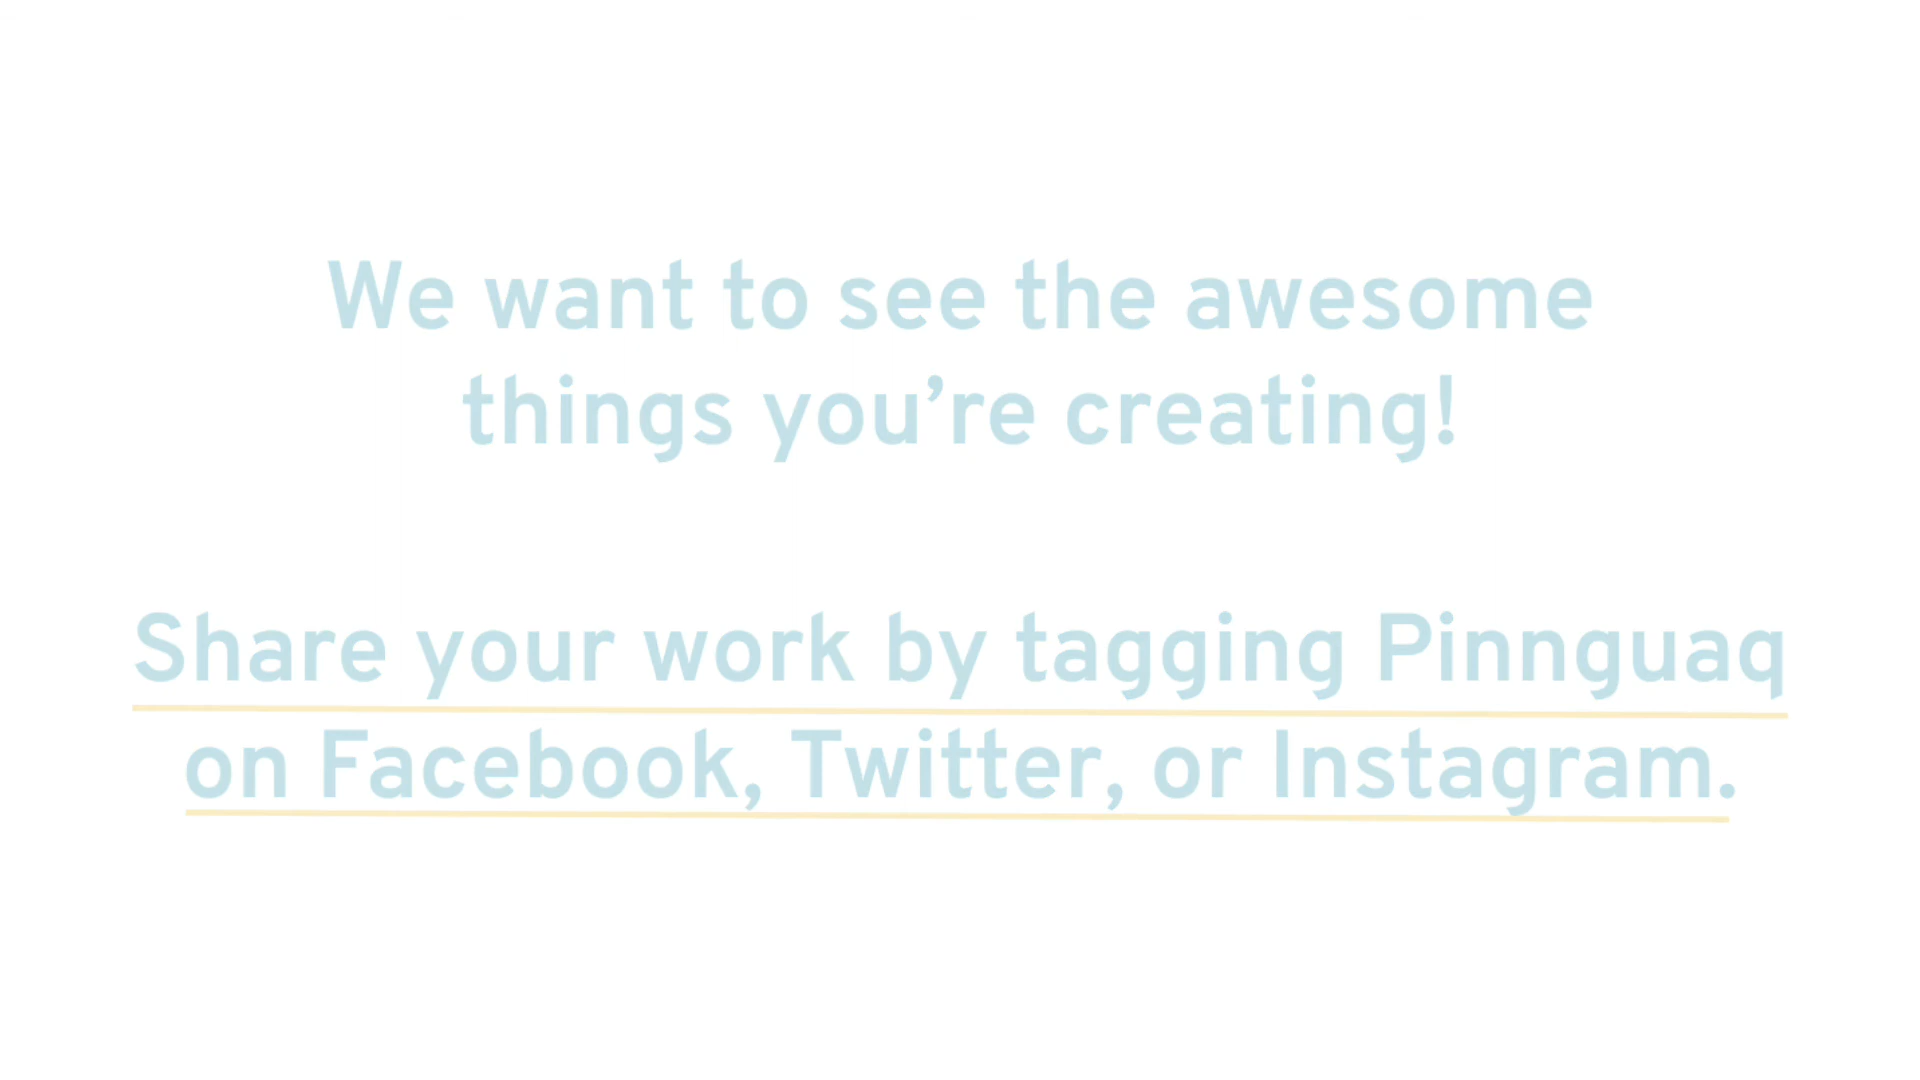 We want to see the awesome
things you’re creating!
Share your work by tagging Pinnguaq
on Facebook, Twitter, or Instagram.